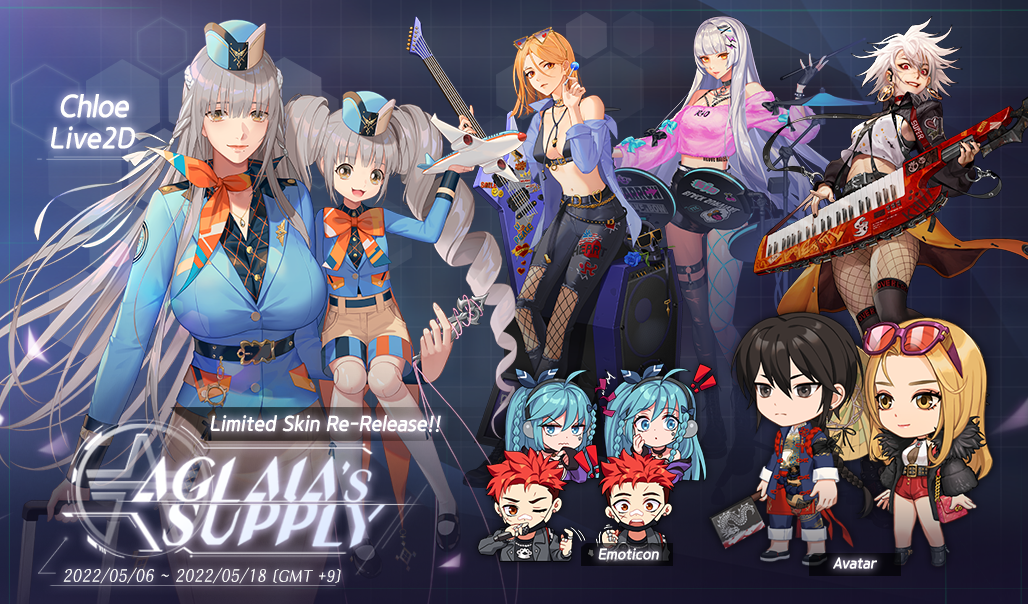 Chloe
Live2D
Limited Skin Re-Release!!
AGLAIA's
SUPPLY
2022/05/06 ~ 2022/05/18 [GMT +9]
Emoticon
Avatar